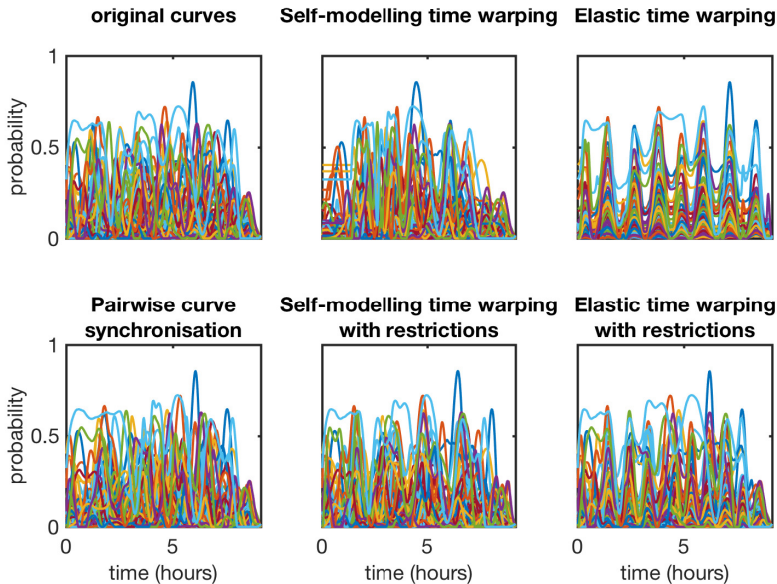 original curves
Self-modelling time warping
Elastic time warping
1
probability
0.5
0
Pairwise curve
synchronisation
Self-modelling time warping
with restrictions
Elastic time warping
with restrictions
1
probability
0.5
0
0 5
0 5
0 5
time (hours)
time (hours)
time (hours)